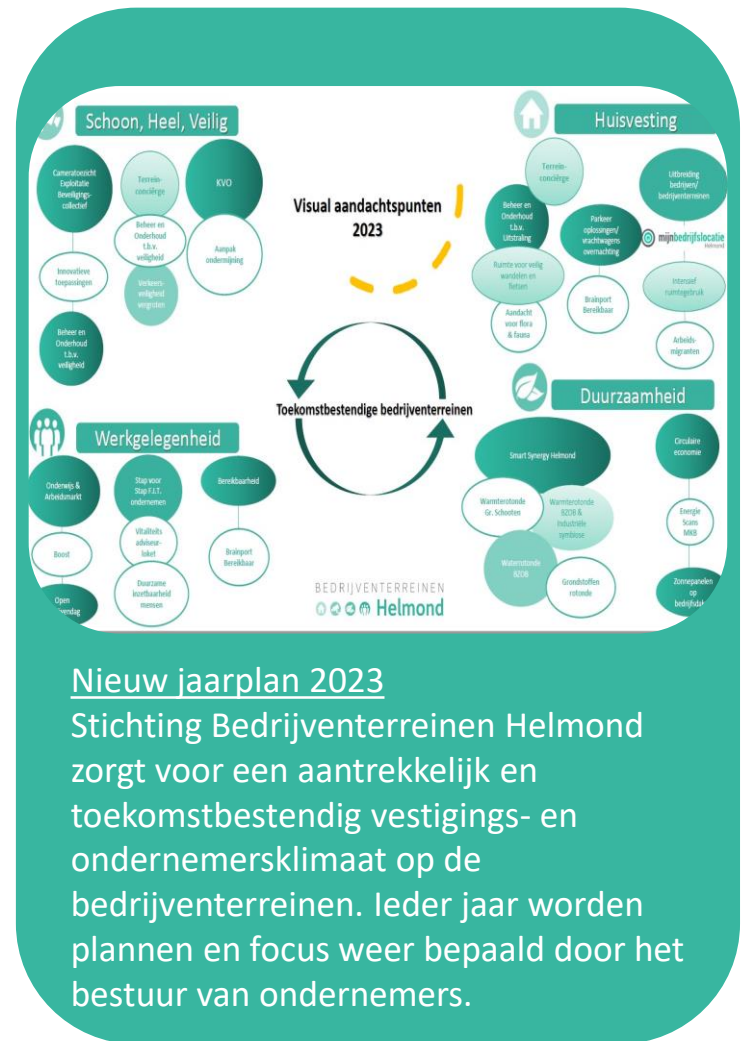 Schoon, Heel, Veilig
Cameratoezicht
Exploitatie
Beveiligings-
collectief
Innovatieve
toepassingen
Beheer en
Onderhoud
t.b.v.
veiligheid
Terrein-
conciërge
Beheer en
Onderhoud
t.b.v.
veiligheid
Verkeers-
veiligheid
vergroten
KVO
Aanpak
ondermijning
Visual aandachtspunten
2023
Huisvesting
Terrein-
conciërge
Beheer en
Onderhoud
t.b.v.
Uitstraling
Ruimte voor veilig
wandelen en
fietsen
Aandacht
voor flora
& fauna
Parkeer
oplossingen/
vrachtwagens
overnachting
Brainport
Bereikbaar
Uitbreiding
bedrijven/
bedrijventerreinen
mijnbedrijfslocatie
Helmond
Intensief
ruimtegebruik
Arbeids-
migranten
Toekomstbestendige bedrijventerreinen
Werkgelegenheid
Onderwijs &
Arbeidsmarkt
Boost
Open
Stap voor
Stap F.I.T.
ondernemen
Vitaliteits
adviseur-
loket
Duurzame
inzetbaarheid
mensen
Bereikbaarheid
Brainport
Bereikbaar
Duurzaamheid
Smart Synergy Helmond
Warmterotonde
Gr. Schooten
Warmterotonde
BZOB &
Industriële
symbiose
Waterrotonde
BZOB
Grondstoffen
rotonde
Circulaire
economie
Energie
Scans
MKB
Zonnepanelen
op
BEDRIJVENTERREINEN
Helmond
Nieuw jaarplan 2023
Stichting Bedrijventerreinen Helmond
zorgt voor een aantrekkelijk en
toekomstbestendig vestigings- en
ondernemersklimaat op de
bedrijventerreinen. Ieder jaar worden
plannen en focus weer bepaald door het
bestuur van ondernemers.